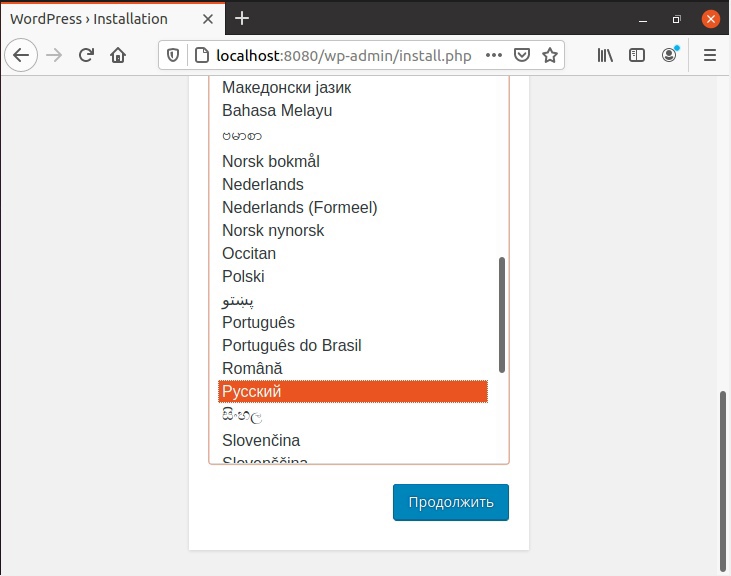 WordPress › Installation
localhost:8080/wp-admin/install.php
Македонски јазик
Bahasa Melayu
ဗမာစာ
Norsk bokmål
Nederlands
Nederlands (Formeel)
Norsk nynorsk
Occitan
Polski
پښتو
Português
Português do Brasil
Română
Русский
සිංහල
Slovenčina
Slovenščina
Продолжить